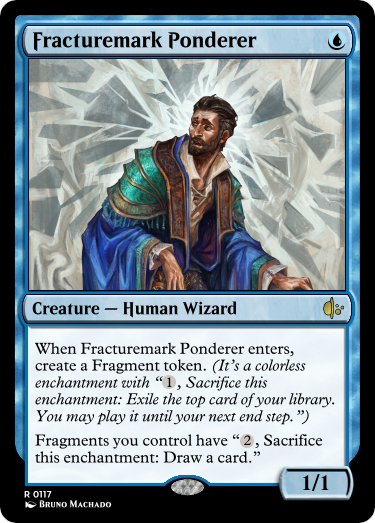 Fracturemark Ponderer
Creature — Human Wizard
When Fracturemark Ponderer enters,
create a Fragment token. (It's a colorless
enchantment with “1, Sacrifice this
enchantment: Exile the top card of your library.
You may play it until your next end step.”)
Fragments you control have “2, Sacrifice
this enchantment: Draw a card.”
1/1
R 0117
Bruno Machado